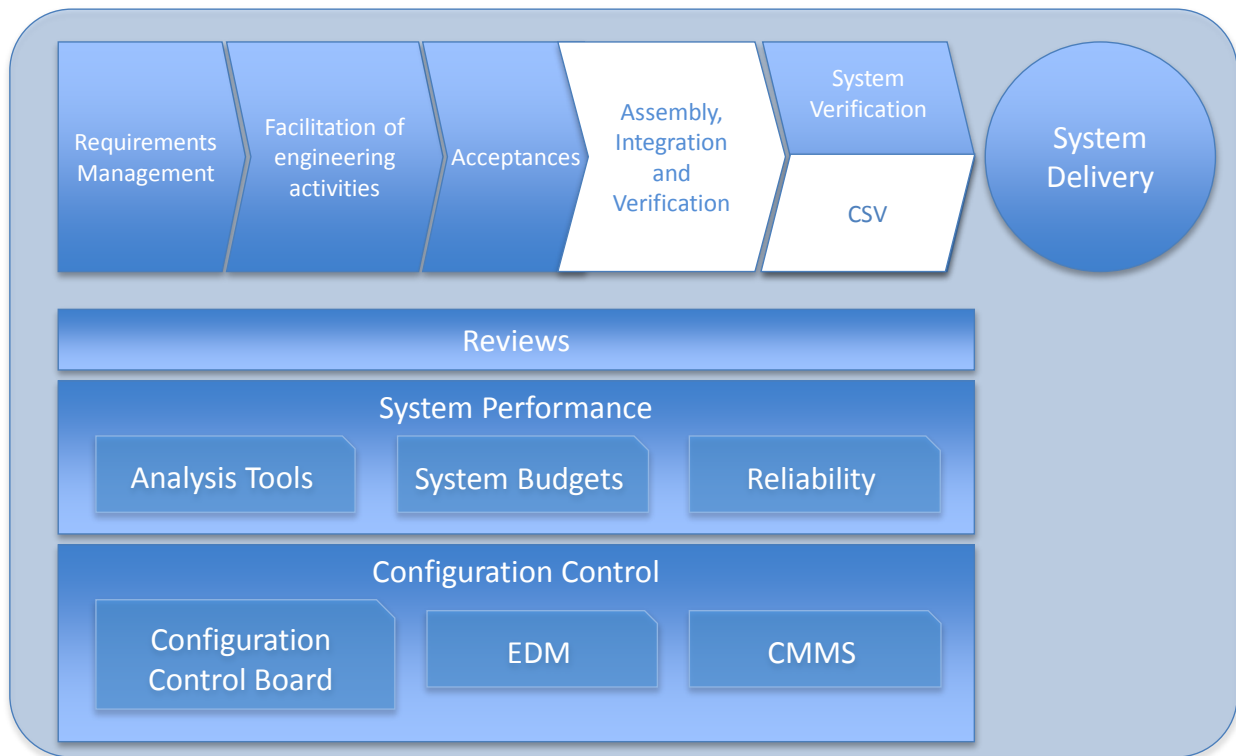 Requirements
Management
Facilitation of
engineering
activities
Acceptances
Assembly,
Integration
and
Verification
System
Verification
CSV
System
Delivery
Reviews
System Performance
Analysis Tools
System Budgets
Reliability
Configuration Control
Configuration
Control Board
EDM
CMMS